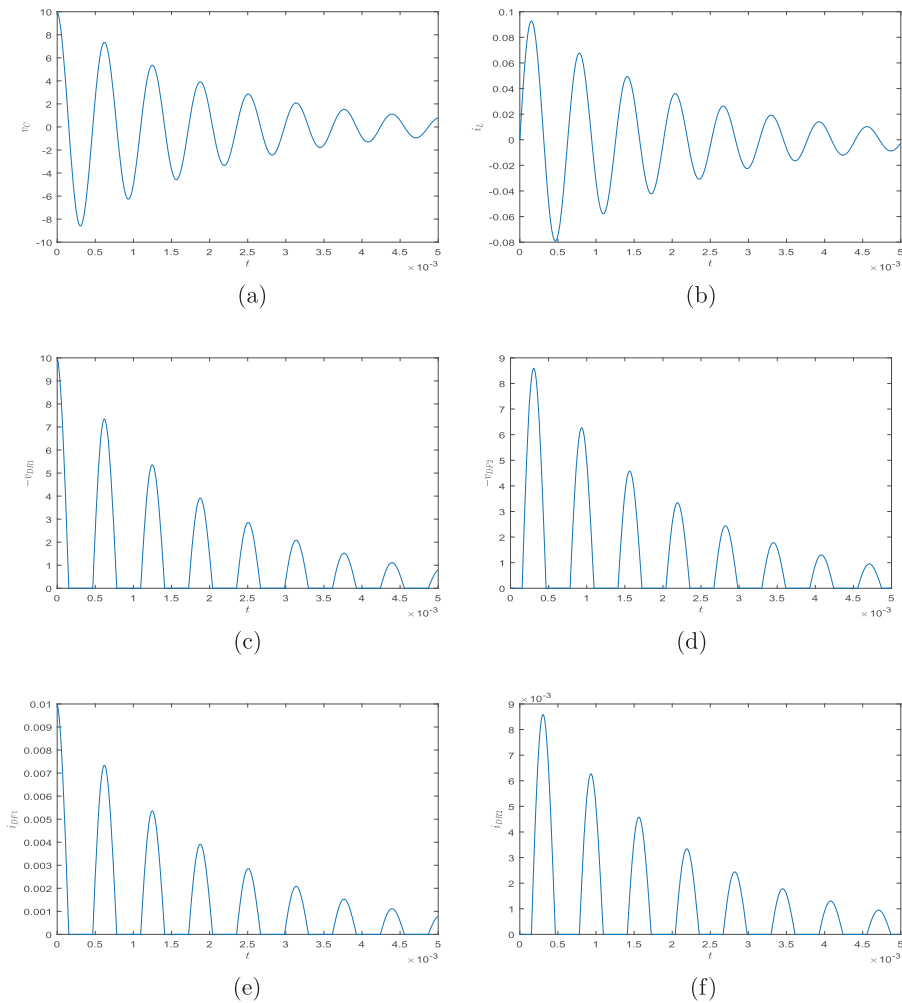 10
8
6
4
2
0
-2
-4
-6
-8
-10
v_C
0 0.5 1 1.5 2 2.5 3 3.5 4 4.5 5
t
× 10^-3
(a)
0.1
0.08
0.06
0.04
0.02
0
-0.02
-0.04
-0.06
-0.08
i_L
0 0.5 1 1.5 2 2.5 3 3.5 4 4.5 5
t
× 10^-3
(b)
10
9
8
7
6
5
4
3
2
1
0
−v_DR1
0 0.5 1 1.5 2 2.5 3 3.5 4 4.5 5
t
× 10^-3
(c)
9
8
7
6
5
4
3
2
1
0
−v_DF2
0 0.5 1 1.5 2 2.5 3 3.5 4 4.5 5
t
× 10^-3
(d)
0.01
0.009
0.008
0.007
0.006
0.005
0.004
0.003
0.002
0.001
0
i_DF1
0 0.5 1 1.5 2 2.5 3 3.5 4 4.5 5
t
× 10^-3
(e)
× 10^-3
9
8
7
6
5
4
3
2
1
0
i_DR2
0 0.5 1 1.5 2 2.5 3 3.5 4 4.5 5
t
× 10^-3
(f)